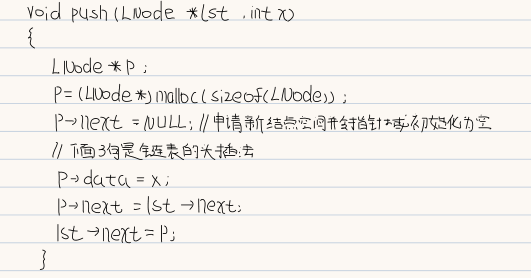 void push(LNode *lst, int x)
{
LNode *p;
p=(LNode*)malloc(sizeof(LNode));
p→next =NULL; //申请新结点空间并封指针域初始化为空
//下面3句是链表的头插法
p→data = x;
p→next =lst→next;
lst→next=p;
}